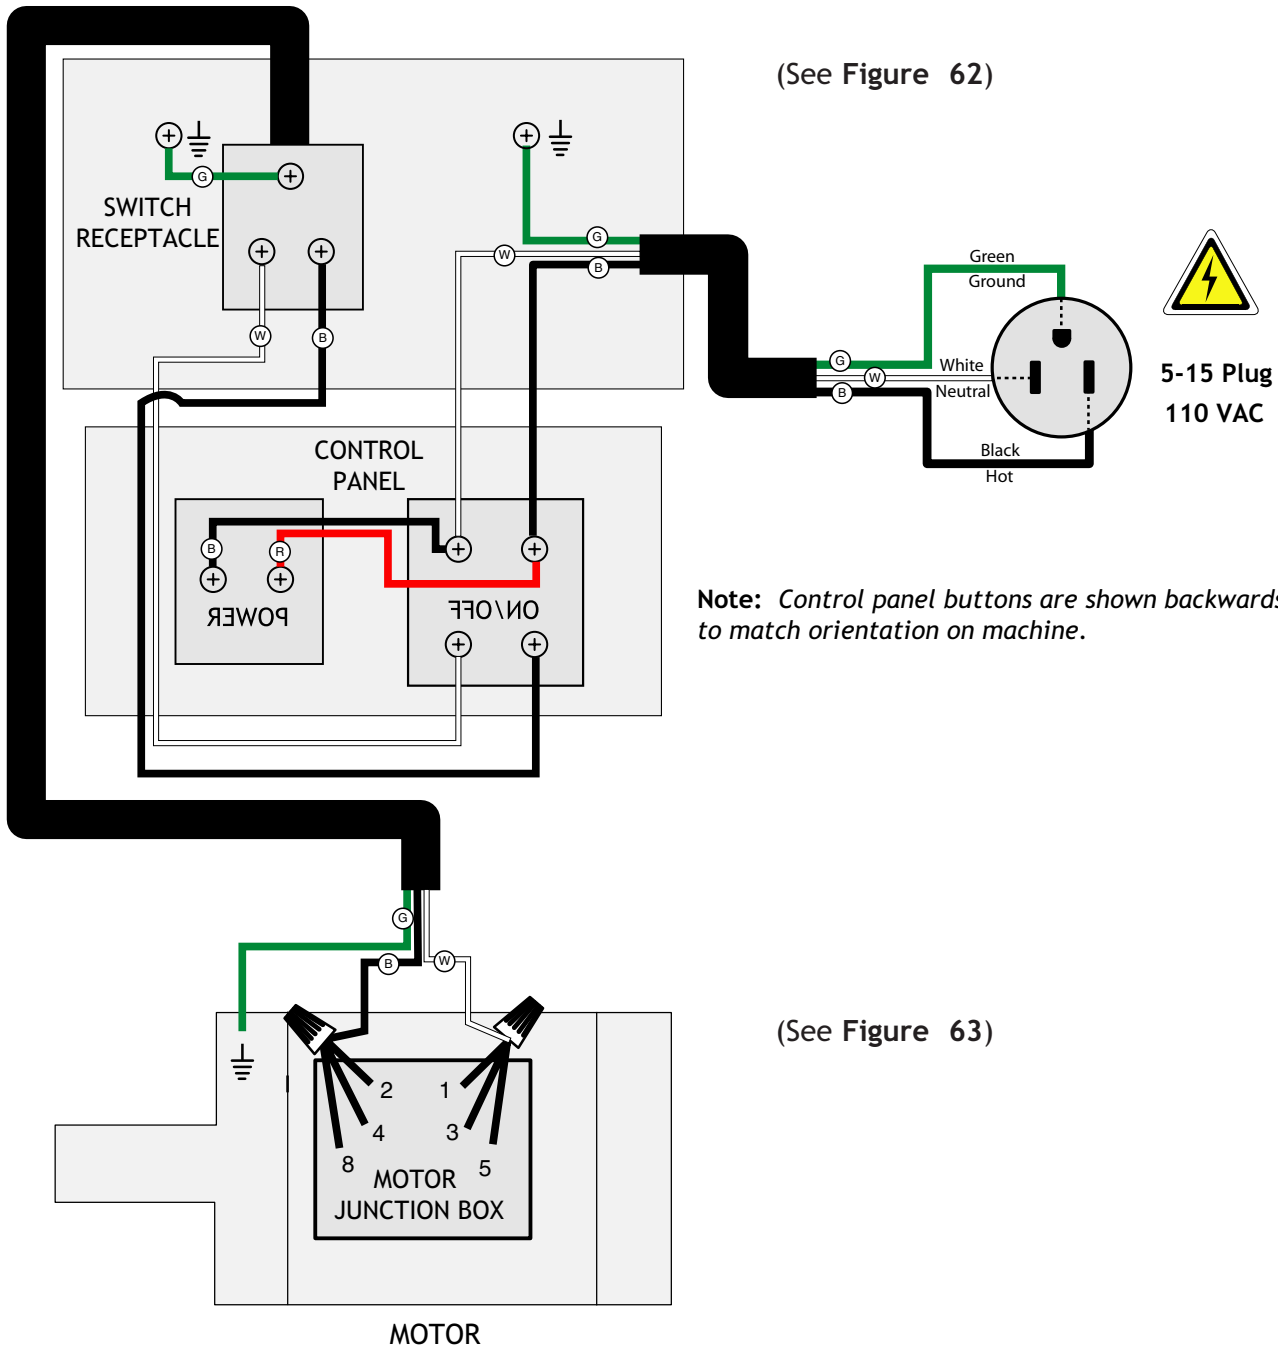 (See Figure 62)
G
SWITCH
RECEPTACLE
G
W
B
W
B
Green
Ground
G
White
W
Neutral
B
5-15 Plug
110 VAC
Black
Hot
CONTROL
PANEL
B
R
POWER
ON/OFF
Note: Control panel buttons are shown backwards
to match orientation on machine.
G
B
W
(See Figure 63)
2
1
4
3
8
5
MOTOR
JUNCTION BOX
MOTOR